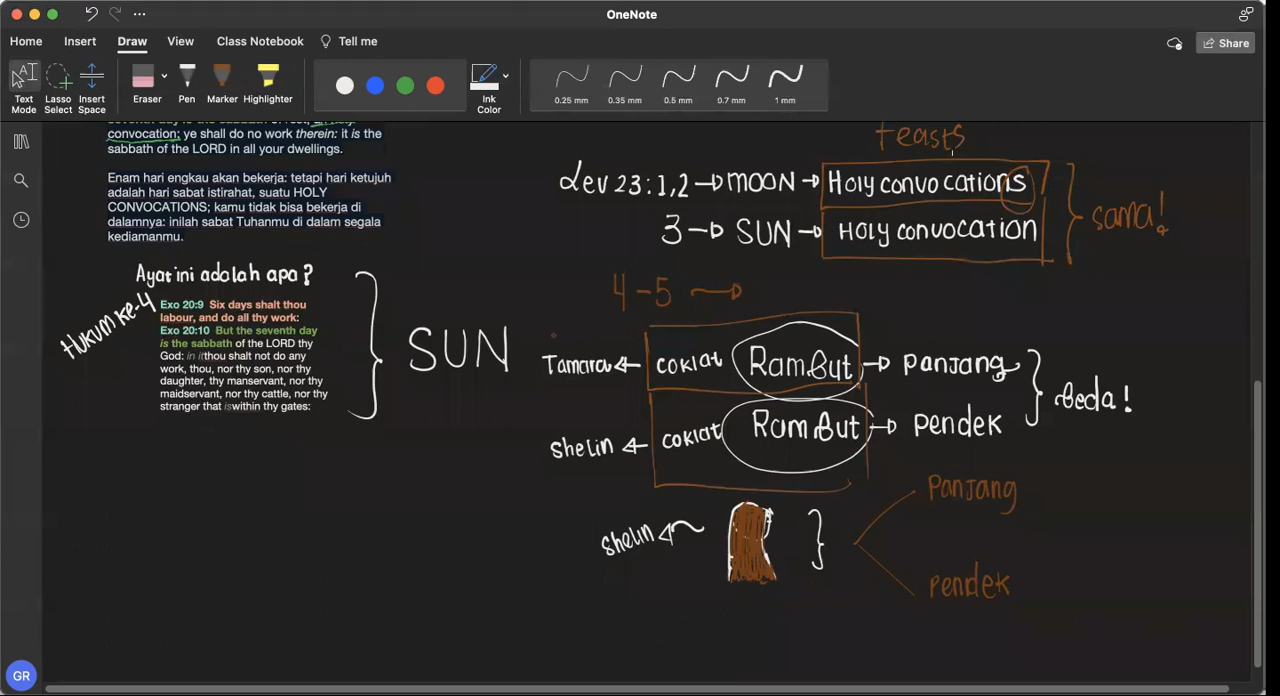 OneNote
Home Insert Draw View Class Notebook Tell me
Share
Text Mode
Lasso Select
Insert Space
Eraser
Pen
Marker
Highlighter
Ink Color
0.25 mm
0.35 mm
0.5 mm
0.7 mm
1 mm
convocation; ye shall do no work therein: it is the
sabbath of the LORD in all your dwellings.
Enam hari engkau akan bekerja: tetapi hari ketujuh
adalah hari sabat istirahat, suatu HOLY
CONVOCATIONS; kamu tidak bisa bekerja di
dalamnya: inilah sabat Tuhanmu di dalam segala
kediamanmu.
Ayat ini adalah apa?
Hukum ke-4
Exo 20:9 Six days shalt thou
labour, and do all thy work:
Exo 20:10 But the seventh day
is the sabbath of the LORD thy
God: in it thou shalt not do any
work, thou, nor thy son, nor thy
daughter, thy manservant, nor thy
maidservant, nor thy cattle, nor thy
stranger that is within thy gates:
SUN
feasts
Lev 23:1,2 → MOON → Holy convocations
3 → SUN → Holy convocation
sama!
4-5 →
Tamara ← coklat Rambut → Panjang
shelin ← coklat Rambut → Pendek
Beda!
shelin
Panjang
Pendek
GR